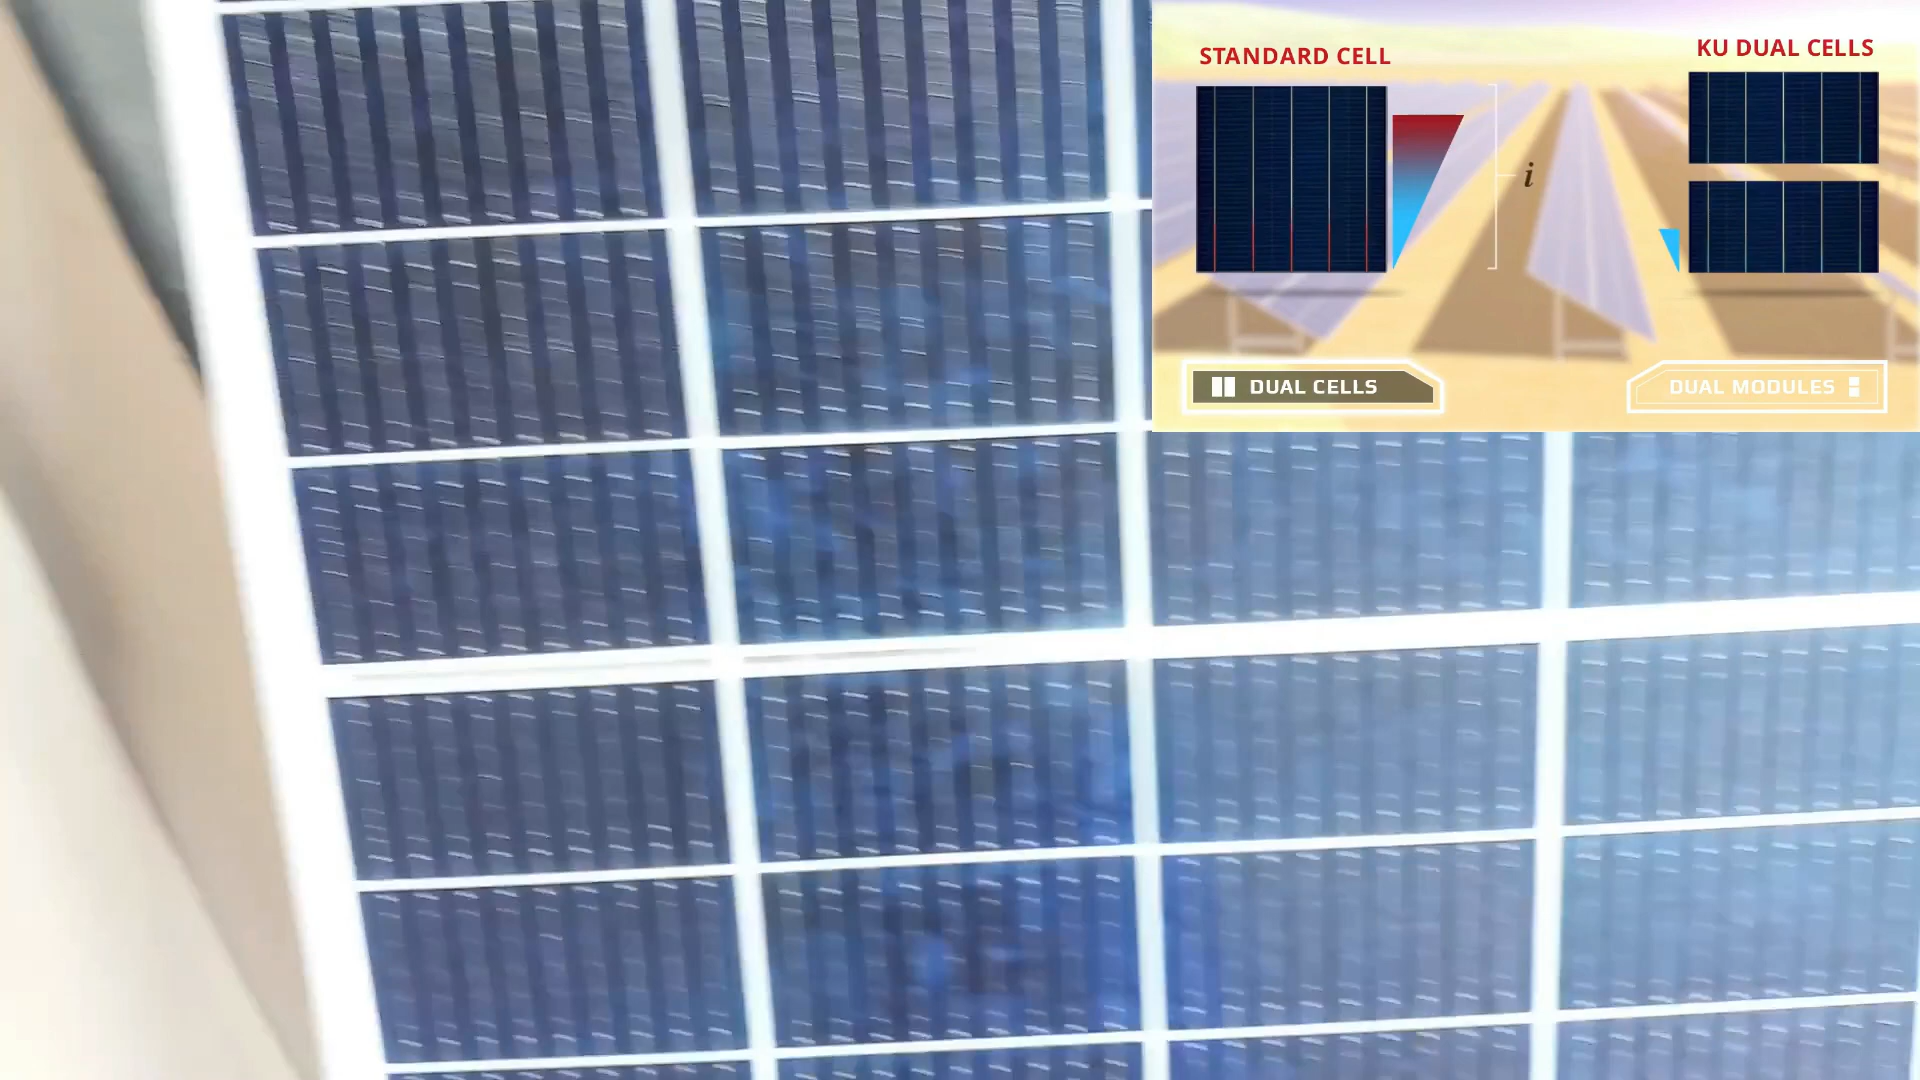 STANDARD CELL
KU DUAL CELLS
i
DUAL CELLS
DUAL MODULES